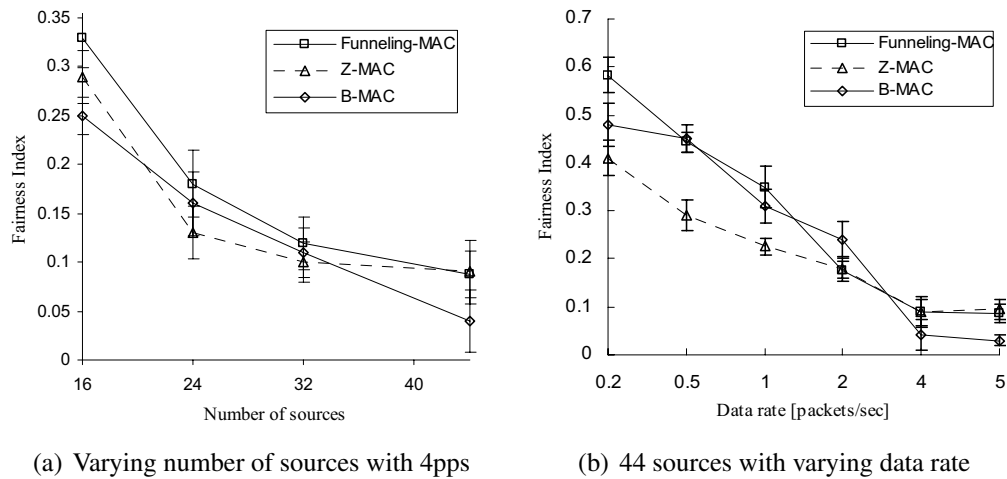 0.35
0.3
0.25
0.2
0.15
0.1
0.05
0
Fairness Index
16
24
32
40
Number of sources
Funneling-MAC
Z-MAC
B-MAC
(a) Varying number of sources with 4pps
0.7
0.6
0.5
0.4
0.3
0.2
0.1
0
Fairness Index
0.2
0.5
1
2
4
5
Data rate [packets/sec]
Funneling-MAC
Z-MAC
B-MAC
(b) 44 sources with varying data rate